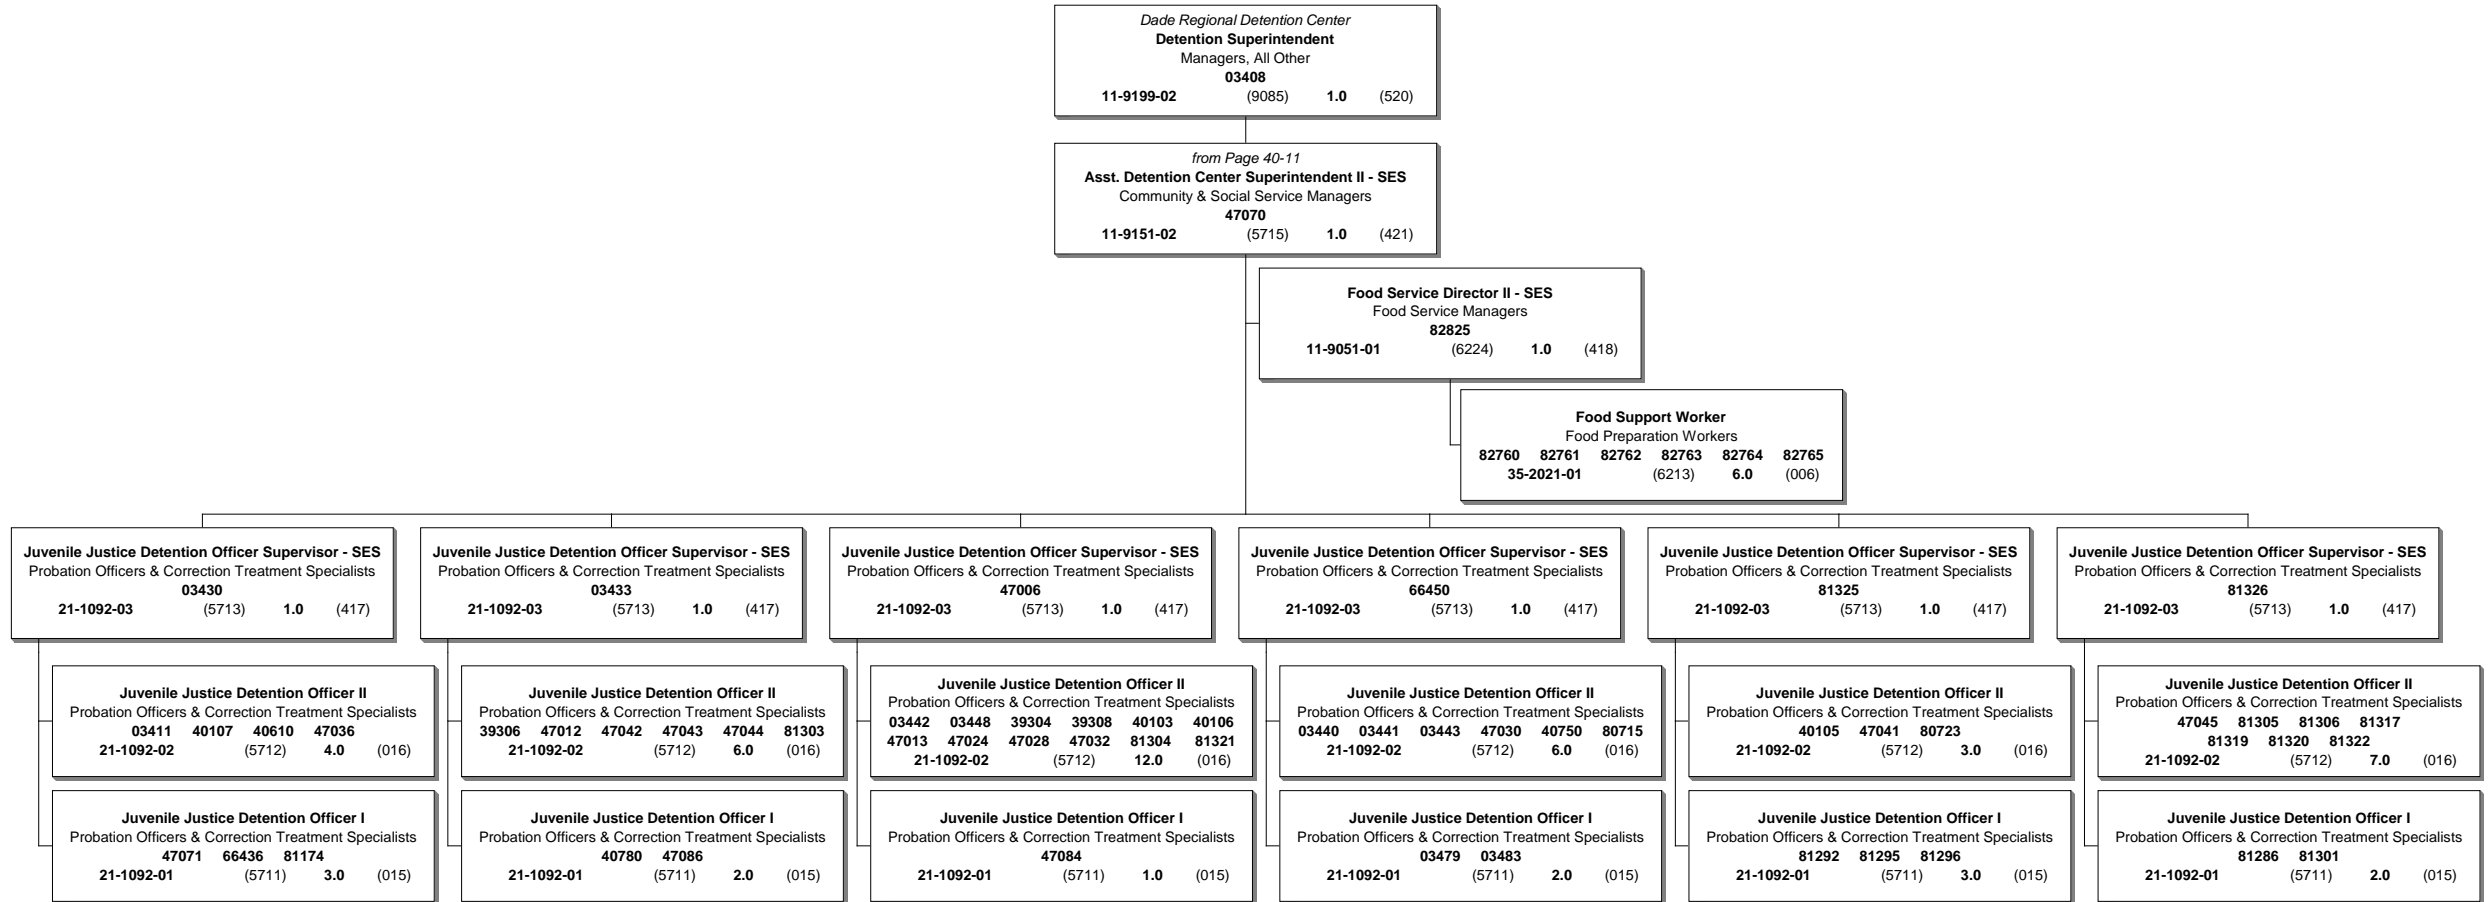 Dade Regional Detention Center
Detention Superintendent
Managers, All Other
03408
11-9199-02 (9085) 1.0 (520)
from Page 40-11
Asst. Detention Center Superintendent II - SES
Community & Social Service Managers
47070
11-9151-02 (5715) 1.0 (421)
Food Service Director II - SES
Food Service Managers
82825
11-9051-01 (6224) 1.0 (418)
Food Support Worker
Food Preparation Workers
82760 82761 82762 82763 82764 82765
35-2021-01 (6213) 6.0 (006)
Juvenile Justice Detention Officer Supervisor - SES
Probation Officers & Correction Treatment Specialists
03430
21-1092-03 (5713) 1.0 (417)
Juvenile Justice Detention Officer II
Probation Officers & Correction Treatment Specialists
03411 40107 40610 47036
21-1092-02 (5712) 4.0 (016)
Juvenile Justice Detention Officer I
Probation Officers & Correction Treatment Specialists
47071 66436 81174
21-1092-01 (5711) 3.0 (015)
Juvenile Justice Detention Officer Supervisor - SES
Probation Officers & Correction Treatment Specialists
03433
21-1092-03 (5713) 1.0 (417)
Juvenile Justice Detention Officer II
Probation Officers & Correction Treatment Specialists
39306 47012 47042 47043 47044 81303
21-1092-02 (5712) 6.0 (016)
Juvenile Justice Detention Officer I
Probation Officers & Correction Treatment Specialists
40780 47086
21-1092-01 (5711) 2.0 (015)
Juvenile Justice Detention Officer Supervisor - SES
Probation Officers & Correction Treatment Specialists
47006
21-1092-03 (5713) 1.0 (417)
Juvenile Justice Detention Officer II
Probation Officers & Correction Treatment Specialists
03442 03448 39304 39308 40103 40106
47013 47024 47028 47032 81304 81321
21-1092-02 (5712) 12.0 (016)
Juvenile Justice Detention Officer I
Probation Officers & Correction Treatment Specialists
47084
21-1092-01 (5711) 1.0 (015)
Juvenile Justice Detention Officer Supervisor - SES
Probation Officers & Correction Treatment Specialists
66450
21-1092-03 (5713) 1.0 (417)
Juvenile Justice Detention Officer II
Probation Officers & Correction Treatment Specialists
03440 03441 03443 47030 40750 80715
21-1092-02 (5712) 6.0 (016)
Juvenile Justice Detention Officer I
Probation Officers & Correction Treatment Specialists
03479 03483
21-1092-01 (5711) 2.0 (015)
Juvenile Justice Detention Officer Supervisor - SES
Probation Officers & Correction Treatment Specialists
81325
21-1092-03 (5713) 1.0 (417)
Juvenile Justice Detention Officer II
Probation Officers & Correction Treatment Specialists
40105 47041 80723
21-1092-02 (5712) 3.0 (016)
Juvenile Justice Detention Officer I
Probation Officers & Correction Treatment Specialists
81292 81295 81296
21-1092-01 (5711) 3.0 (015)
Juvenile Justice Detention Officer Supervisor - SES
Probation Officers & Correction Treatment Specialists
81326
21-1092-03 (5713) 1.0 (417)
Juvenile Justice Detention Officer II
Probation Officers & Correction Treatment Specialists
47045 81305 81306 81317
81319 81320 81322
21-1092-02 (5712) 7.0 (016)
Juvenile Justice Detention Officer I
Probation Officers & Correction Treatment Specialists
81286 81301
21-1092-01 (5711) 2.0 (015)